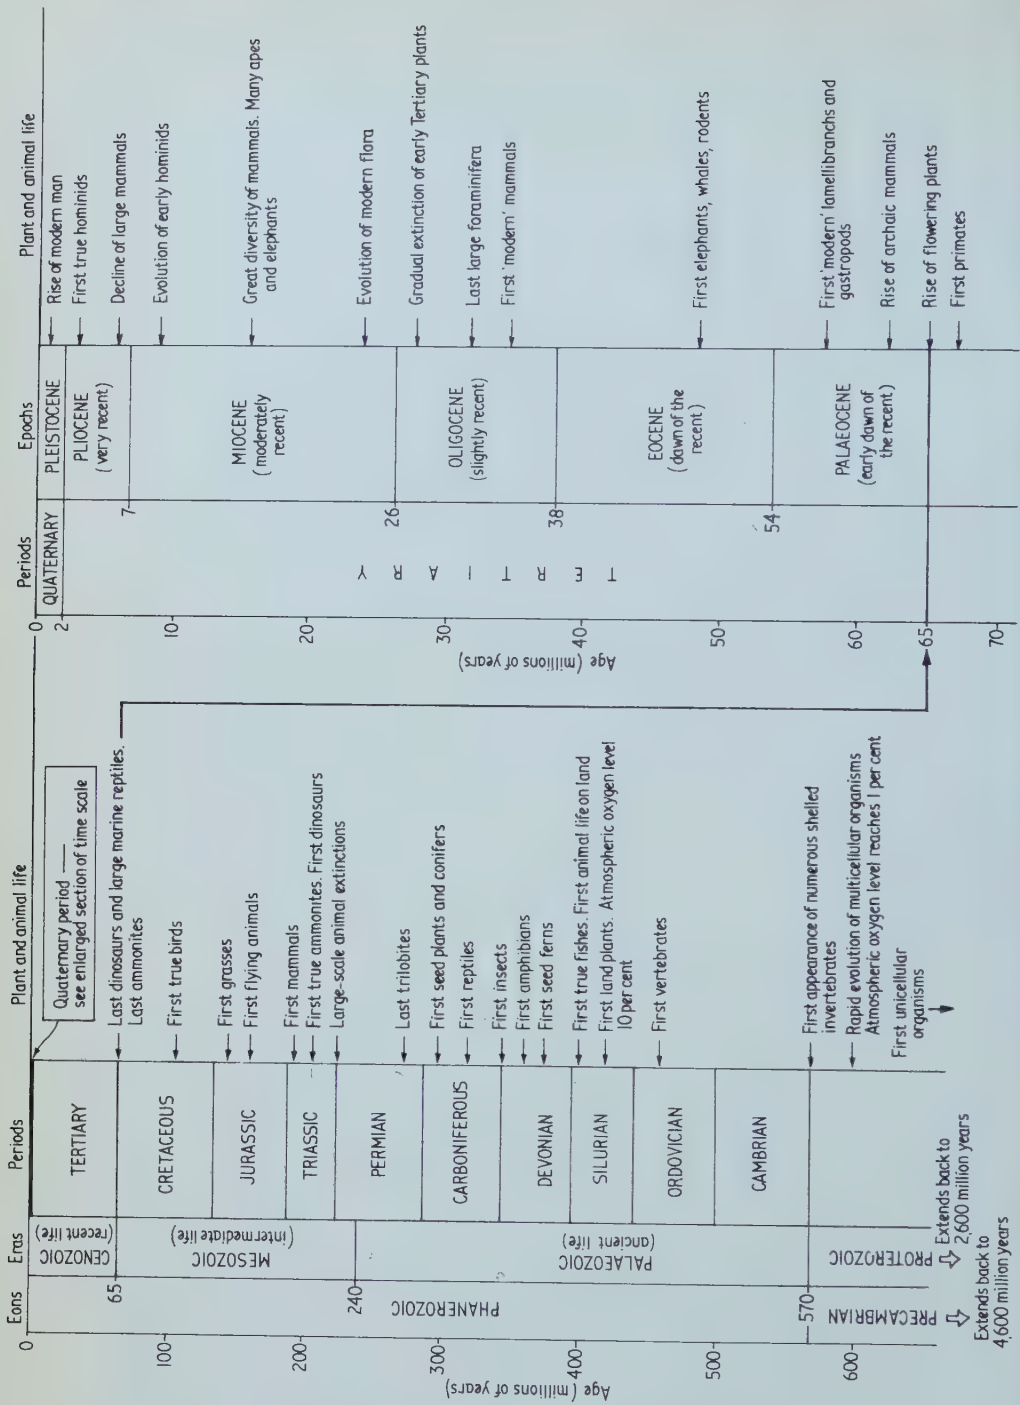 Eons
Eras
Periods
Plant and animal life
0
100
200
300
400
500
600
Age (millions of years)
65
240
570
PHANEROZOIC
PRECAMBRIAN
Extends back to
4,600 million years
CENOZOIC
(recent life)
MESOZOIC
(intermediate life)
PALAEOZOIC
(ancient life)
PROTEROZOIC
Extends back to
2,600 million years
TERTIARY
CRETACEOUS
JURASSIC
TRIASSIC
PERMIAN
CARBONIFEROUS
DEVONIAN
SILURIAN
ORDOVICIAN
CAMBRIAN
Quaternary period —
see enlarged section of time scale
Last dinosaurs and large marine reptiles.
Last ammonites
First true birds
First grasses
First flying animals
First mammals
First true ammonites. First dinosaurs
Large-scale animal extinctions
Last trilobites
First seed plants and conifers
First reptiles
First insects
First amphibians
First seed ferns
First true fishes. First animal life on land
First land plants. Atmospheric oxygen level
10 per cent
First vertebrates
First appearance of numerous shelled
invertebrates
Rapid evolution of multicellular organisms
Atmospheric oxygen level reaches 1 per cent
First unicellular
organisms
Periods
Epochs
Plant and animal life
0
2
10
20
30
40
50
60
65
70
Age (millions of years)
QUATERNARY
TERTIARY
7
26
38
54
PLEISTOCENE
PLIOCENE
(very recent)
MIOCENE
(moderately
recent)
OLIGOCENE
(slightly recent)
EOCENE
(dawn of the
recent)
PALAEOCENE
(early dawn of
the recent)
Rise of modern man
First true hominids
Decline of large mammals
Evolution of early hominids
Great diversity of mammals. Many apes
and elephants
Evolution of modern flora
Gradual extinction of early Tertiary plants
Last large foraminifera
First 'modern' mammals
First elephants, whales, rodents
First 'modern' lamellibranchs and
gastropods
Rise of archaic mammals
Rise of flowering plants
First primates